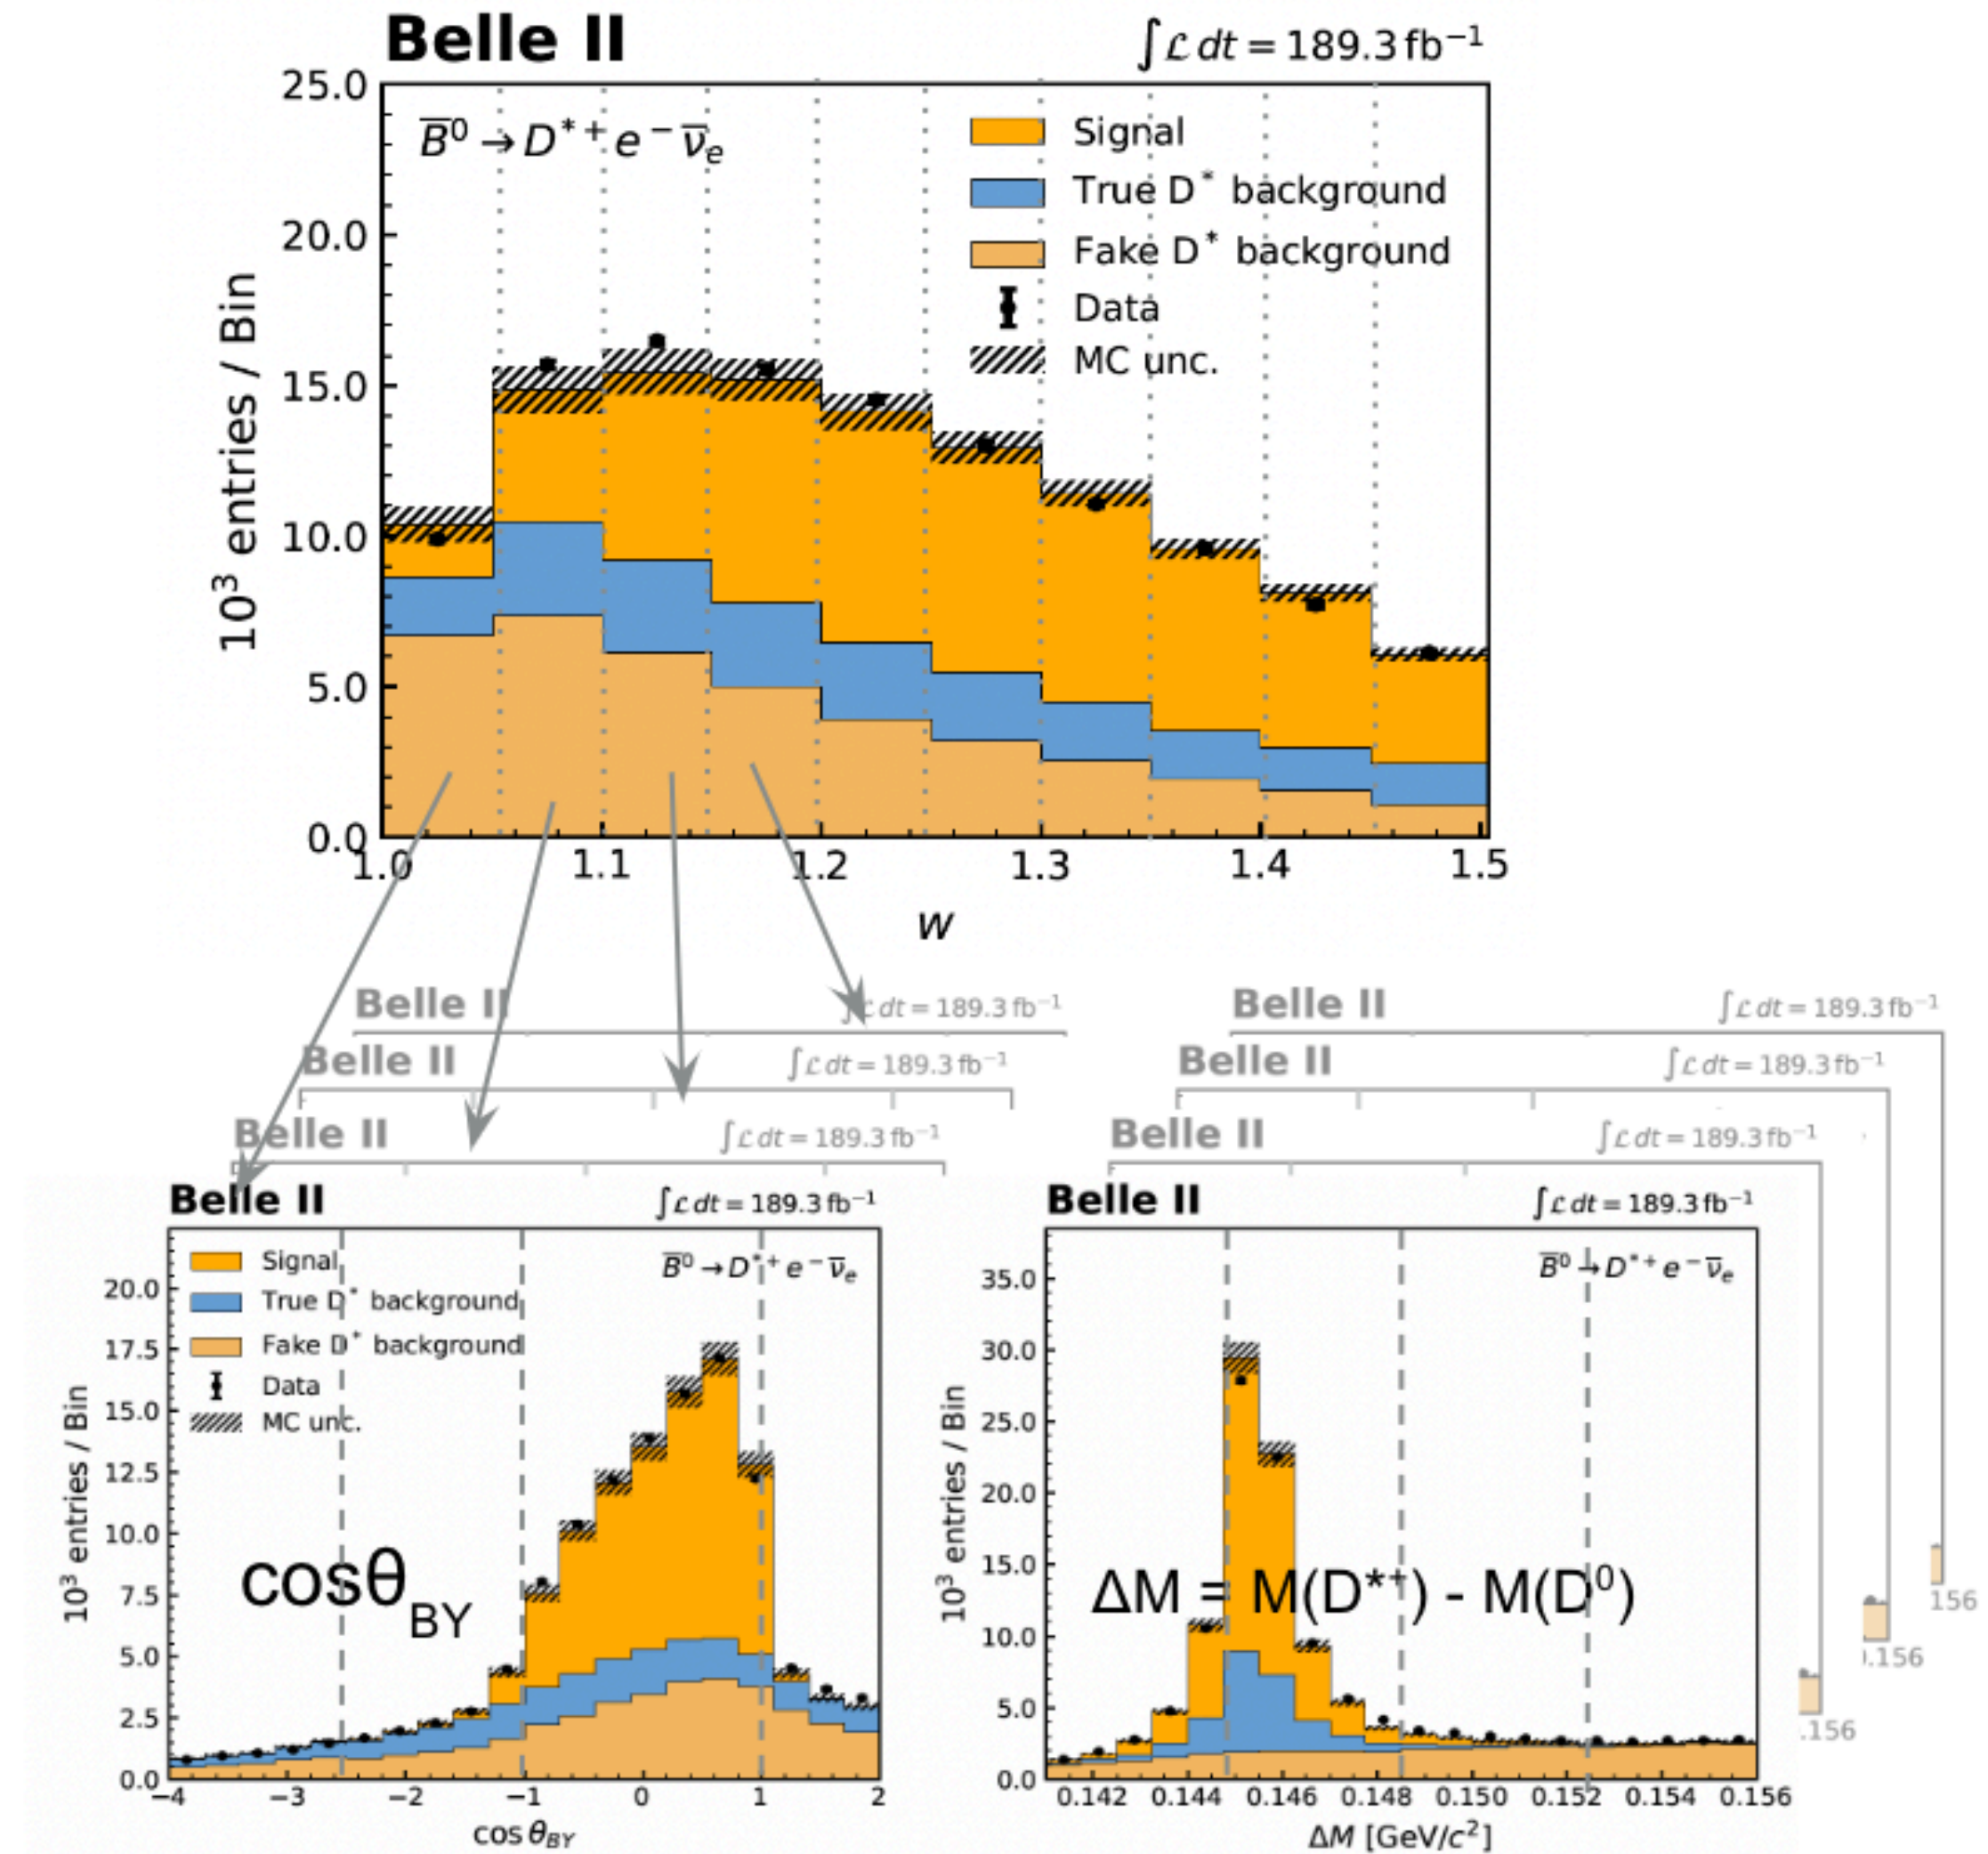 Belle II
∫ℒ dt = 189.3 fb⁻¹
25.0
B̅⁰ → D*⁺ e⁻ ν̅ₑ
Signal
True D* background
Fake D* background
Data
MC unc.
20.0
15.0
10.0
5.0
0.0
10³ entries / Bin
1.0 1.1 1.2 1.3 1.4 1.5
w
Belle II ∫ℒ dt = 189.3 fb⁻¹
Belle II ∫ℒ dt = 189.3 fb⁻¹
Belle II ∫ℒ dt = 189.3 fb⁻¹
Belle II ∫ℒ dt = 189.3 fb⁻¹
Signal
True D* background
Fake D* background
Data
MC unc.
B̅⁰ → D*⁺ e⁻ ν̅ₑ
20.0
17.5
15.0
12.5
10.0
7.5
5.0
2.5
0.0
10³ entries / Bin
cosθ_BY
−4 −3 −2 −1 0 1 2
cos θ_BY
Belle II ∫ℒ dt = 189.3 fb⁻¹
Belle II ∫ℒ dt = 189.3 fb⁻¹
Belle II ∫ℒ dt = 189.3 fb⁻¹
Belle II ∫ℒ dt = 189.3 fb⁻¹
B̅⁰ → D*⁺ e⁻ ν̅ₑ
35.0
30.0
25.0
20.0
15.0
10.0
5.0
0.0
10³ entries / Bin
ΔM = M(D*⁺) - M(D⁰)
0.142 0.144 0.146 0.148 0.150 0.152 0.154 0.156
ΔM [GeV/c²]
156
.156
.156